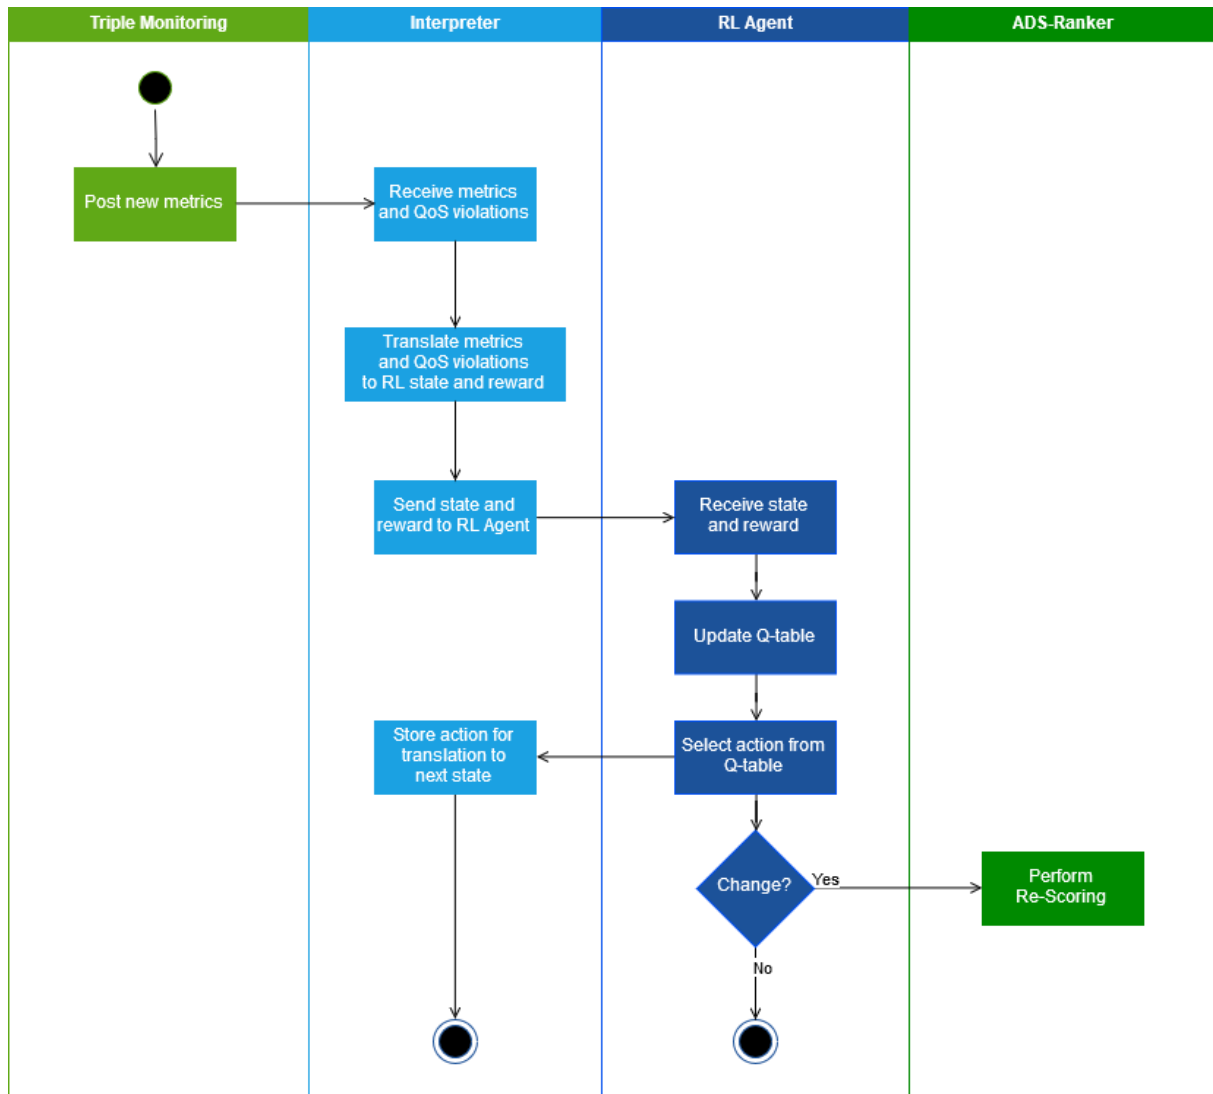 Triple Monitoring
Interpreter
RL Agent
ADS-Ranker
Post new metrics
Receive metrics
and QoS violations
Translate metrics
and QoS violations
to RL state and reward
Send state and
reward to RL Agent
Receive state
and reward
Update Q-table
Store action for
translation to
next state
Select action from
Q-table
Change?
Yes
Perform
Re-Scoring
No